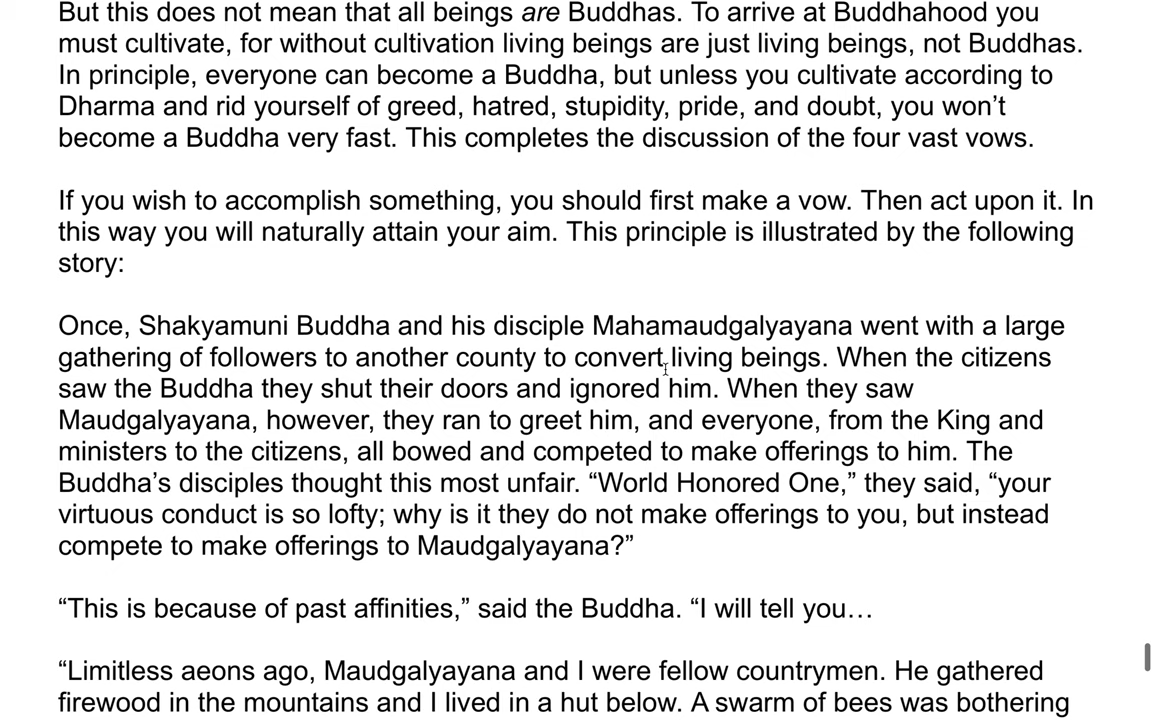 But this does not mean that all beings are Buddhas. To arrive at Buddhahood you
must cultivate, for without cultivation living beings are just living beings, not Buddhas.
In principle, everyone can become a Buddha, but unless you cultivate according to
Dharma and rid yourself of greed, hatred, stupidity, pride, and doubt, you won’t
become a Buddha very fast. This completes the discussion of the four vast vows.
If you wish to accomplish something, you should first make a vow. Then act upon it. In
this way you will naturally attain your aim. This principle is illustrated by the following
story:
Once, Shakyamuni Buddha and his disciple Mahamaudgalyayana went with a large
gathering of followers to another county to convert living beings. When the citizens
saw the Buddha they shut their doors and ignored him. When they saw
Maudgalyayana, however, they ran to greet him, and everyone, from the King and
ministers to the citizens, all bowed and competed to make offerings to him. The
Buddha’s disciples thought this most unfair. “World Honored One,” they said, “your
virtuous conduct is so lofty; why is it they do not make offerings to you, but instead
compete to make offerings to Maudgalyayana?”
“This is because of past affinities,” said the Buddha. “I will tell you…
“Limitless aeons ago, Maudgalyayana and I were fellow countrymen. He gathered
firewood in the mountains and I lived in a hut below. A swarm of bees was bothering